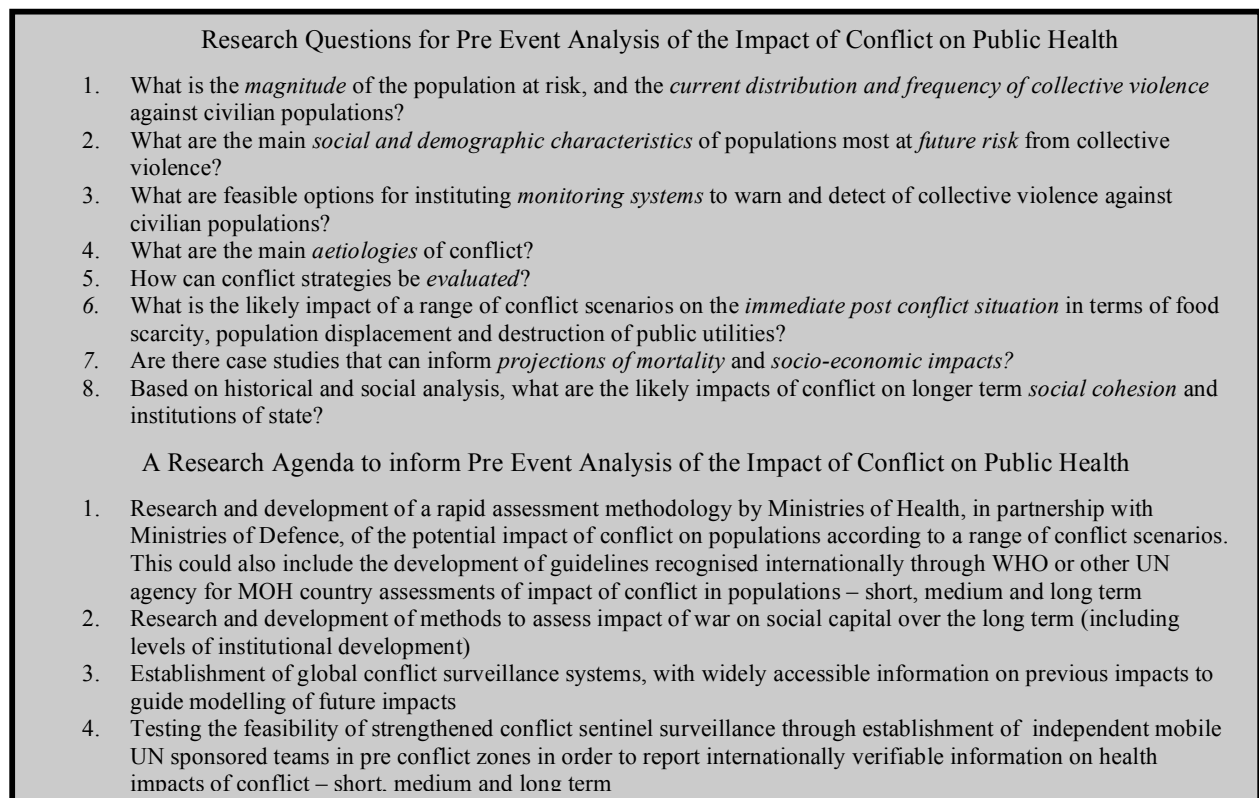 Research Questions for Pre Event Analysis of the Impact of Conflict on Public Health
1. What is the magnitude of the population at risk, and the current distribution and frequency of collective violence
against civilian populations?
2. What are the main social and demographic characteristics of populations most at future risk from collective
violence?
3. What are feasible options for instituting monitoring systems to warn and detect of collective violence against
civilian populations?
4. What are the main aetiologies of conflict?
5. How can conflict strategies be evaluated?
6. What is the likely impact of a range of conflict scenarios on the immediate post conflict situation in terms of food
scarcity, population displacement and destruction of public utilities?
7. Are there case studies that can inform projections of mortality and socio-economic impacts?
8. Based on historical and social analysis, what are the likely impacts of conflict on longer term social cohesion and
institutions of state?
A Research Agenda to inform Pre Event Analysis of the Impact of Conflict on Public Health
1. Research and development of a rapid assessment methodology by Ministries of Health, in partnership with
Ministries of Defence, of the potential impact of conflict on populations according to a range of conflict scenarios.
This could also include the development of guidelines recognised internationally through WHO or other UN
agency for MOH country assessments of impact of conflict in populations – short, medium and long term
2. Research and development of methods to assess impact of war on social capital over the long term (including
levels of institutional development)
3. Establishment of global conflict surveillance systems, with widely accessible information on previous impacts to
guide modelling of future impacts
4. Testing the feasibility of strengthened conflict sentinel surveillance through establishment of independent mobile
UN sponsored teams in pre conflict zones in order to report internationally verifiable information on health
impacts of conflict – short, medium and long term